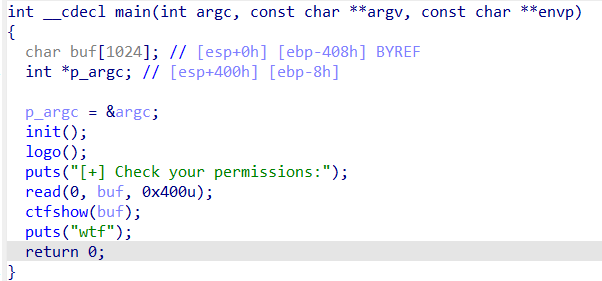 int __cdecl main(int argc, const char **argv, const char **envp)
{
  char buf[1024]; // [esp+0h] [ebp-408h] BYREF
  int *p_argc; // [esp+400h] [ebp-8h]

  p_argc = &argc;
  init();
  logo();
  puts("[+] Check your permissions:");
  read(0, buf, 0x400u);
  ctfshow(buf);
  puts("wtf");
  return 0;
}